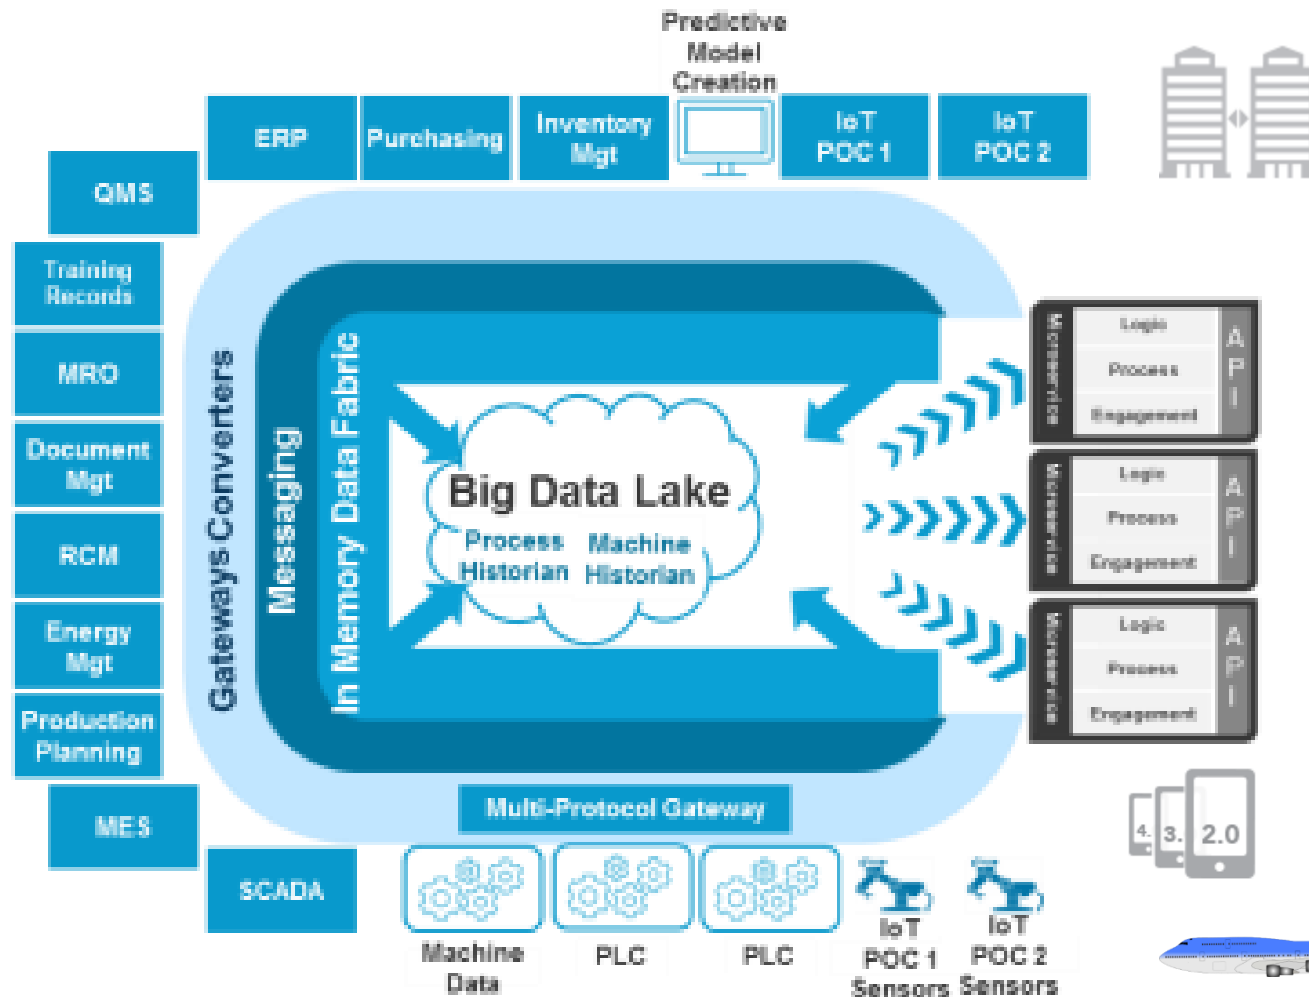 Predictive
Model
Creation
ERP
Purchasing
Inventory
Mgt
IoT
POC 1
IoT
POC 2
QMS
Training
Records
MRO
Document
Mgt
RCM
Energy
Mgt
Production
Planning
MES
SCADA
Gateways Converters
Messaging
In Memory Data Fabric
Big Data Lake
Process
Historian
Machine
Historian
Microservice
Logic
Process
Engagement
API
Microservice
Logic
Process
Engagement
API
Microservice
Logic
Process
Engagement
API
Multi-Protocol Gateway
Machine
Data
PLC
PLC
IoT
POC 1
Sensors
IoT
POC 2
Sensors
4.
3.
2.0